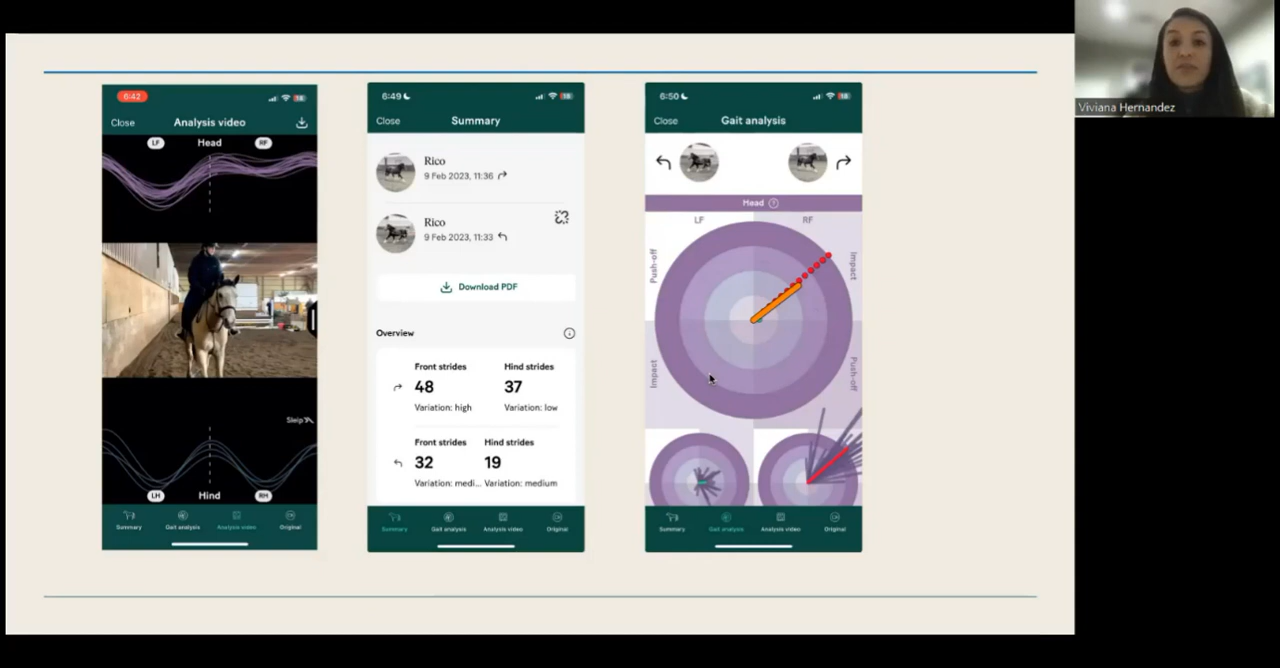 6:42
Close Analysis video
LF Head RF
Sleip
LH Hind RH
Summary Gait analysis Analysis video Original
6:49
Close Summary
Rico
9 Feb 2023, 11:36
Rico
9 Feb 2023, 11:33
Download PDF
Overview
Front strides Hind strides
48 37
Variation: high Variation: low
Front strides Hind strides
32 19
Variation: medi... Variation: medium
Summary Gait analysis Analysis video Original
6:50
Close Gait analysis
Head ?
LF RF
Push-off Impact
Impact Push-off
Summary Gait analysis Analysis video Original
Viviana Hernandez